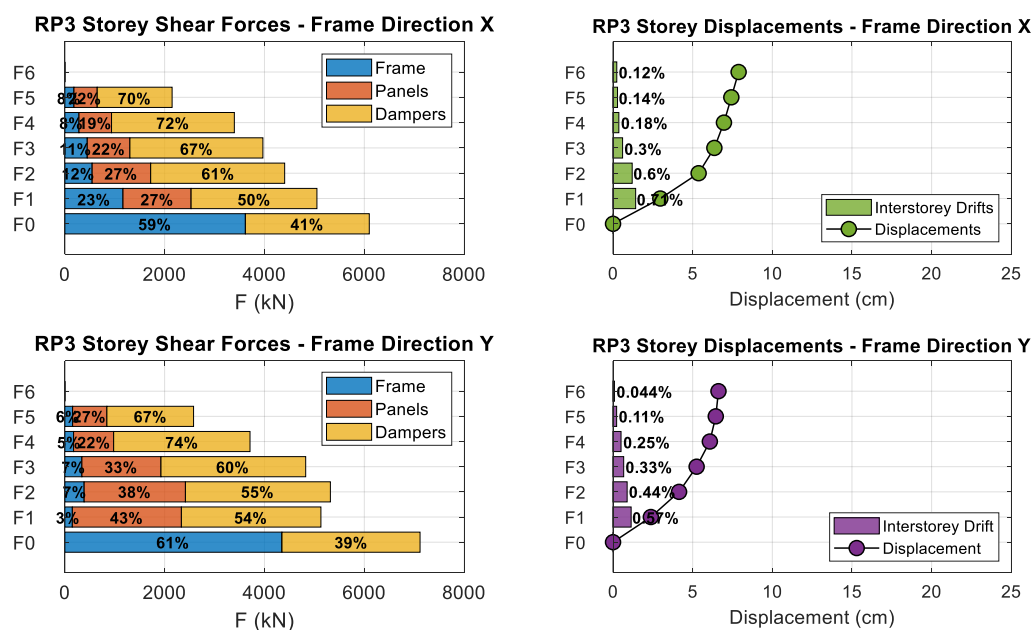 RP3 Storey Shear Forces - Frame Direction X
Frame
Panels
Dampers
F6
F5
8%
22%
70%
F4
8%
19%
72%
F3
11%
22%
67%
F2
12%
27%
61%
F1
23%
27%
50%
F0
59%
41%
0
2000
4000
6000
8000
F (kN)
RP3 Storey Displacements - Frame Direction X
F6
0.12%
F5
0.14%
F4
0.18%
F3
0.3%
F2
0.6%
F1
F0
Interstorey Drifts
Displacements
0
5
10
15
20
25
Displacement (cm)
RP3 Storey Shear Forces - Frame Direction Y
Frame
Panels
Dampers
F6
F5
6%
27%
67%
F4
5%
22%
74%
F3
7%
33%
60%
F2
7%
38%
55%
F1
3%
43%
54%
F0
61%
39%
0
2000
4000
6000
8000
F (kN)
RP3 Storey Displacements - Frame Direction Y
F6
0.044%
F5
0.11%
F4
0.25%
F3
0.33%
F2
0.44%
F1
0.57%
F0
Interstorey Drift
Displacement
0
5
10
15
20
25
Displacement (cm)